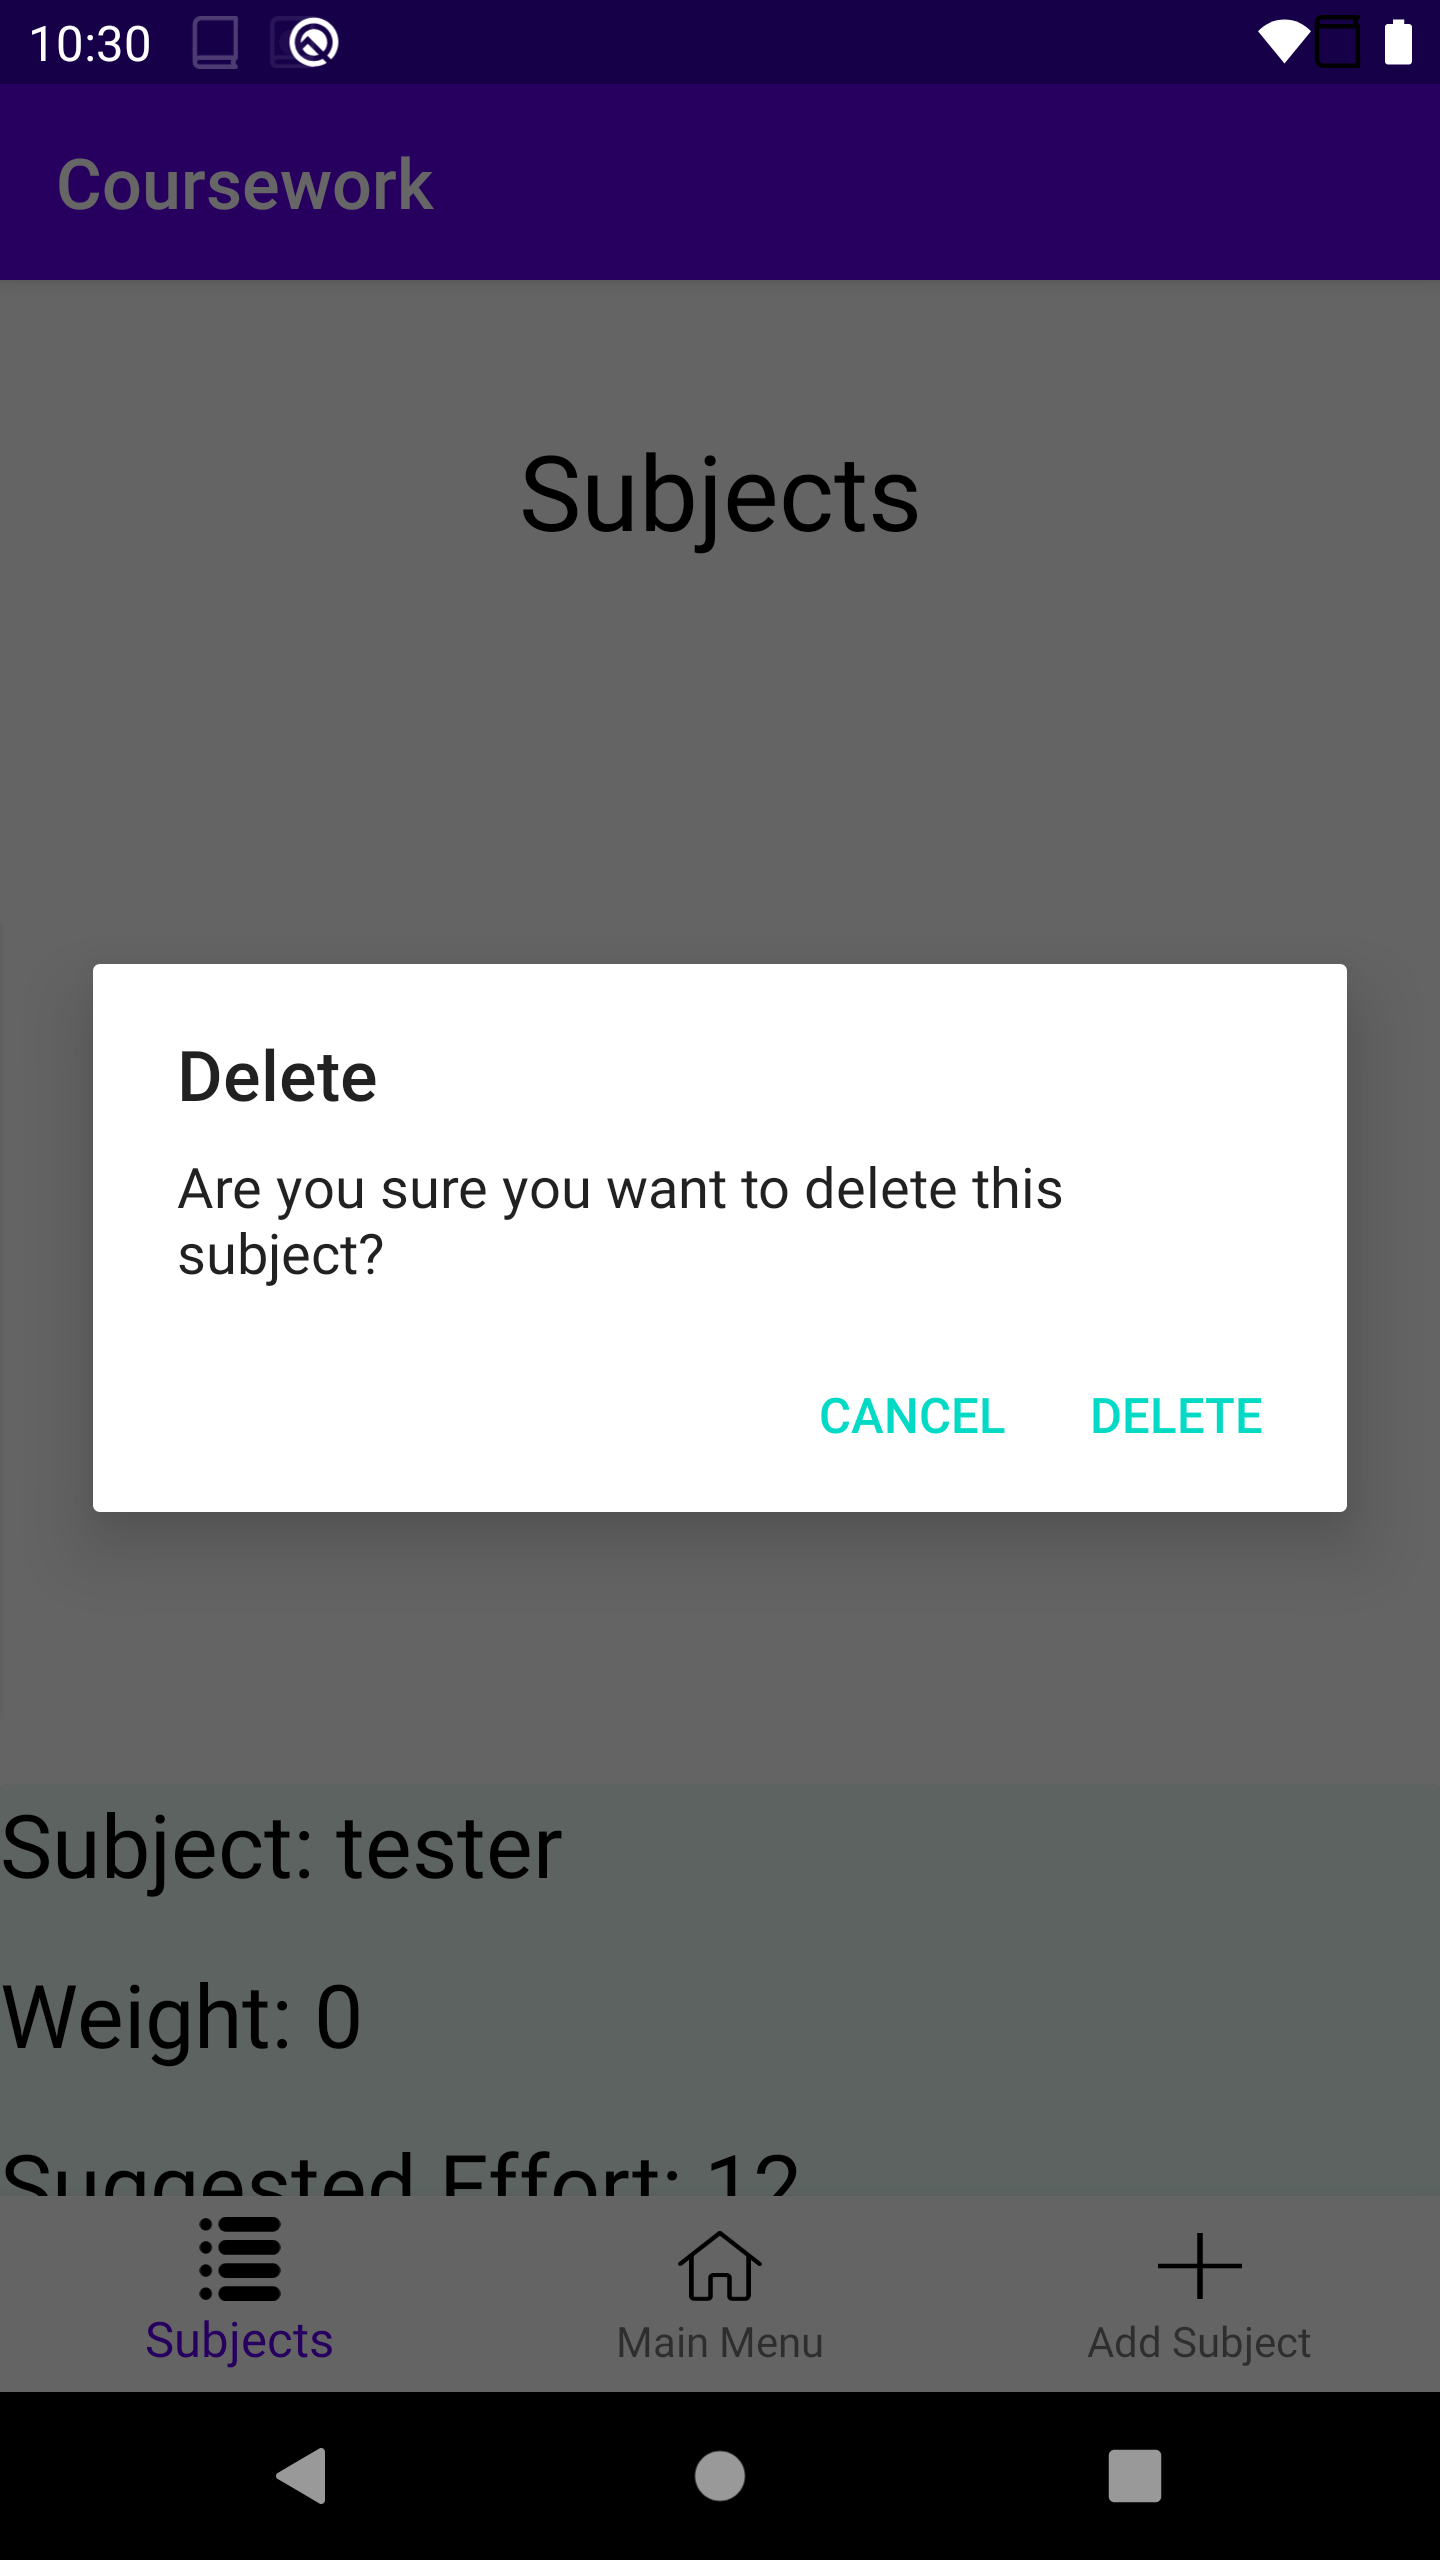 10:30
Coursework
Subjects
Delete
Are you sure you want to delete this
subject?
CANCEL DELETE
Subject: tester
Weight: 0
Suggested Effort: 12
Subjects Main Menu Add Subject